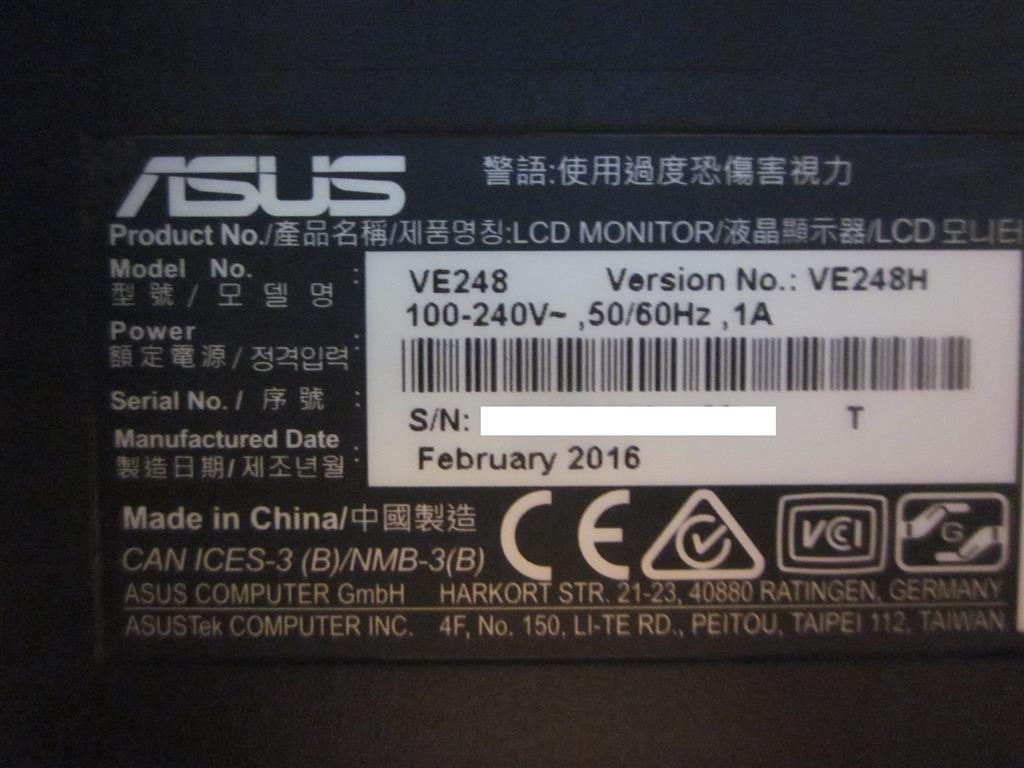 ASUS 警語:使用過度恐傷害視力
Product No./產品名稱/제품명칭:LCD MONITOR/液晶顯示器/LCD 모니터
Model No. : VE248 Version No.: VE248H
型號/모델명
100-240V~ ,50/60Hz ,1A
Power :
額定電源/정격입력
Serial No. / 序號 : S/N: T
Manufactured Date : February 2016
製造日期/제조년월
Made in China/中國製造 CE VCCI G
CAN ICES-3 (B)/NMB-3(B)
ASUS COMPUTER GmbH HARKORT STR. 21-23, 40880 RATINGEN, GERMANY
ASUSTek COMPUTER INC. 4F, No. 150, LI-TE RD., PEITOU, TAIPEI 112, TAIWAN